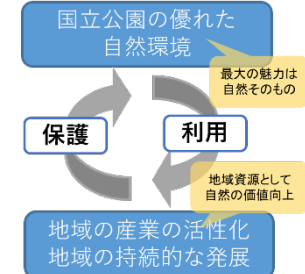 国立公園の優れた
自然環境
最大の魅力は
自然そのもの
保護
利用
地域資源として
自然の価値向上
地域の産業の活性化
地域の持続的な発展